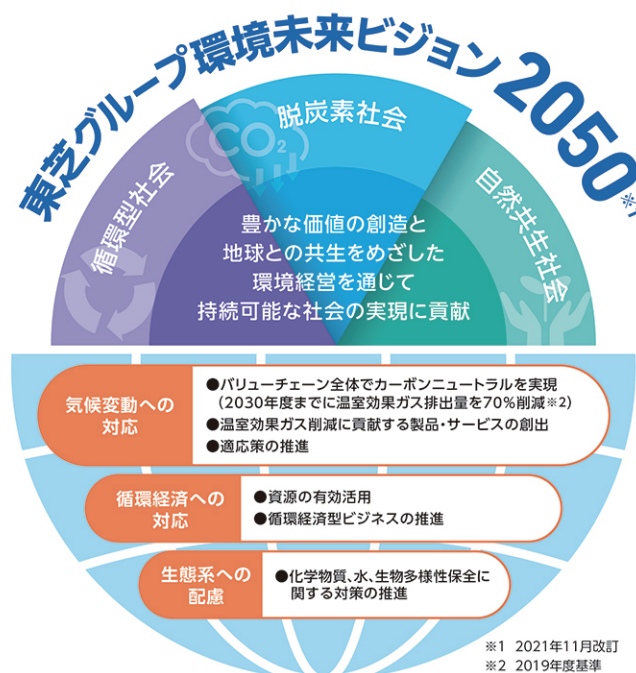 東芝グループ環境未来ビジョン2050※1
循環型社会
CO₂
脱炭素社会
自然共生社会
豊かな価値の創造と
地球との共生をめざした
環境経営を通じて
持続可能な社会の実現に貢献
気候変動への
対応
●バリューチェーン全体でカーボンニュートラルを実現
（2030年度までに温室効果ガス排出量を70%削減※2）
●温室効果ガス削減に貢献する製品・サービスの創出
●適応策の推進
循環経済への
対応
●資源の有効活用
●循環経済型ビジネスの推進
生態系への
配慮
●化学物質、水、生物多様性保全に
関する対策の推進
※1 2021年11月改訂
※2 2019年度基準